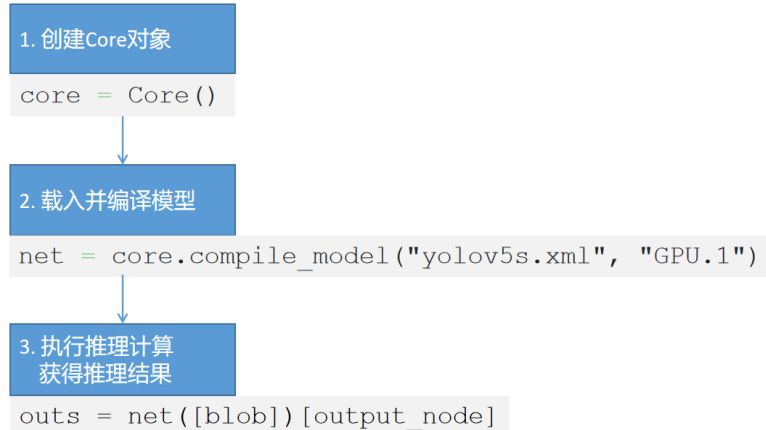 1. 创建Core对象
core = Core()
2. 载入并编译模型
net = core.compile_model("yolov5s.xml", "GPU.1")
3. 执行推理计算
获得推理结果
outs = net([blob])[output_node]